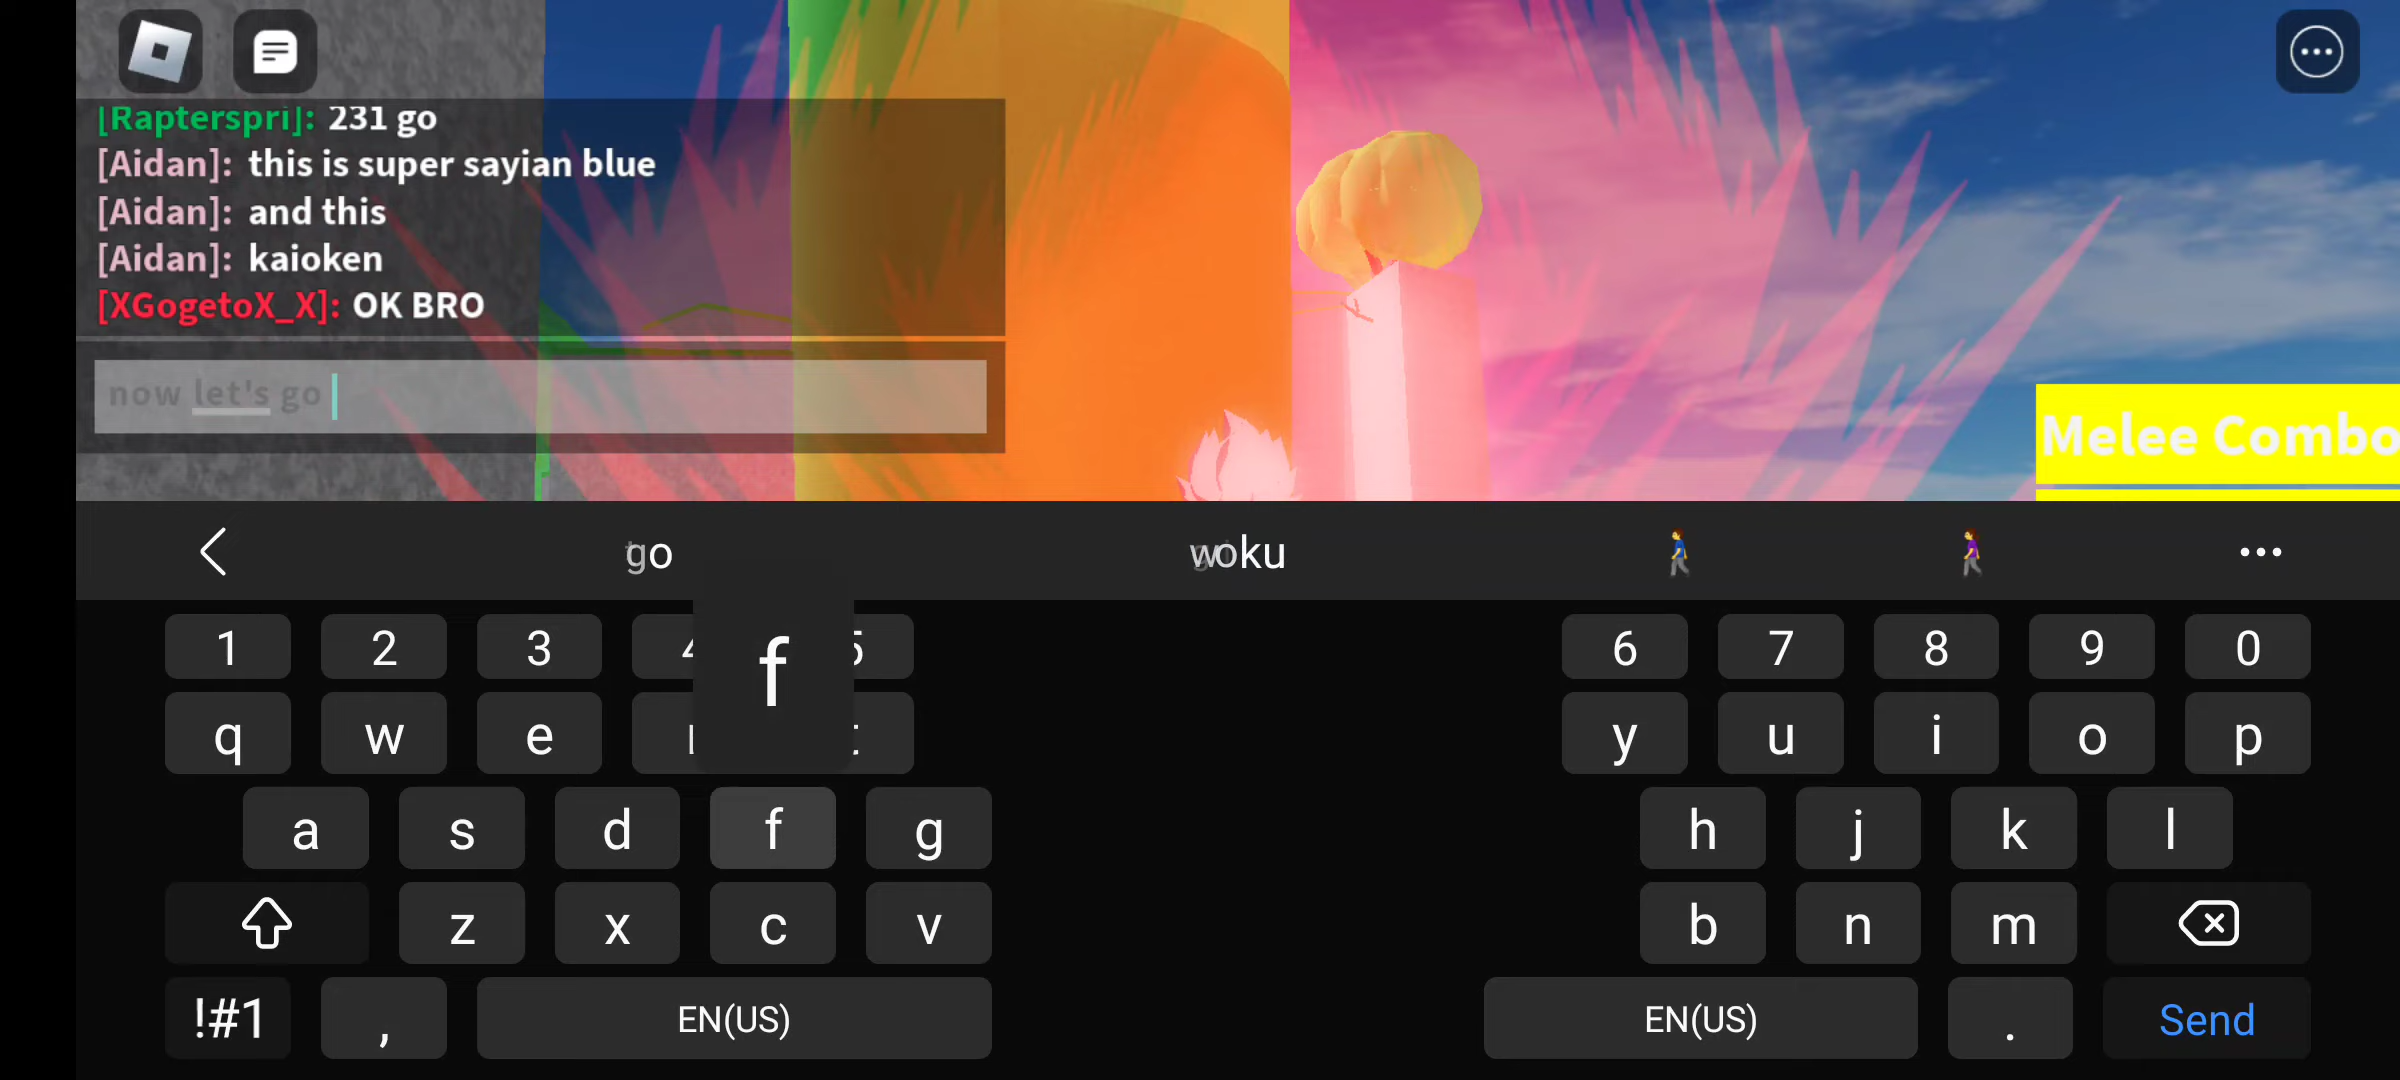 [Rapterspri]: 231 go
[Aidan]: this is super sayian blue
[Aidan]: and this
[Aidan]: kaioken
[XGogetoX_X]: OK BRO
now let's go
Melee Combo
go woku
1 2 3 4 5 6 7 8 9 0
f
q w e y u i o p
a s d f g h j k l
z x c v b n m
!#1 , EN(US) EN(US) . Send